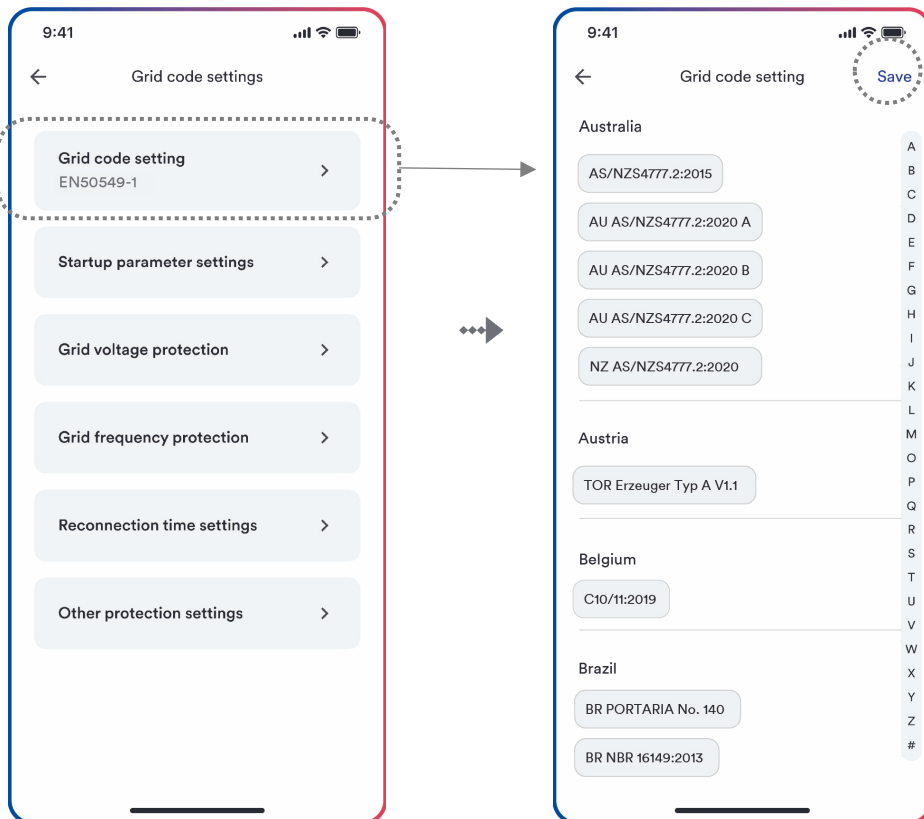 9:41
Grid code settings
Grid code setting
EN50549-1
Startup parameter settings
Grid voltage protection
Grid frequency protection
Reconnection time settings
Other protection settings
9:41
Grid code setting
Save
Australia
AS/NZS4777.2:2015
AU AS/NZS4777.2:2020 A
AU AS/NZS4777.2:2020 B
AU AS/NZS4777.2:2020 C
NZ AS/NZS4777.2:2020
Austria
TOR Erzeuger Typ A V1.1
Belgium
C10/11:2019
Brazil
BR PORTARIA No. 140
BR NBR 16149:2013
A
B
C
D
E
F
G
H
I
J
K
L
M
O
P
Q
R
S
T
U
V
W
X
Y
Z
#